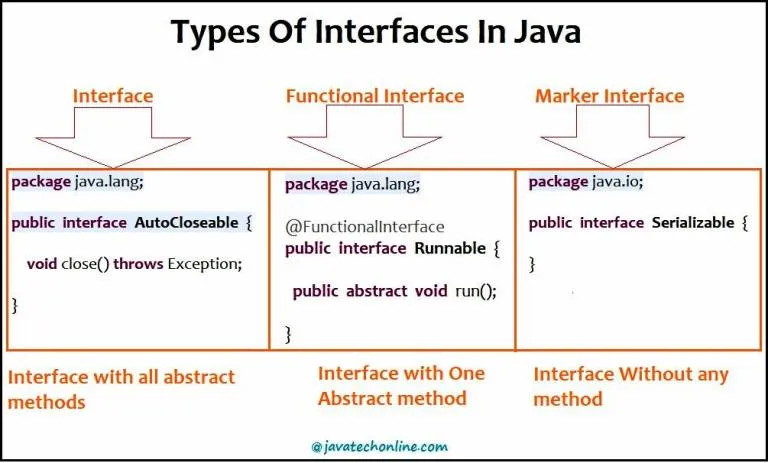 Types Of Interfaces In Java
Interface
Functional Interface
Marker Interface
package java.lang;
public interface AutoCloseable {
void close() throws Exception;
}
package java.lang;
@FunctionalInterface
public interface Runnable {
public abstract void run();
}
package java.io;
public interface Serializable {
}
Interface with all abstract
methods
Interface with One
Abstract method
Interface Without any
method
@javatechonline.com